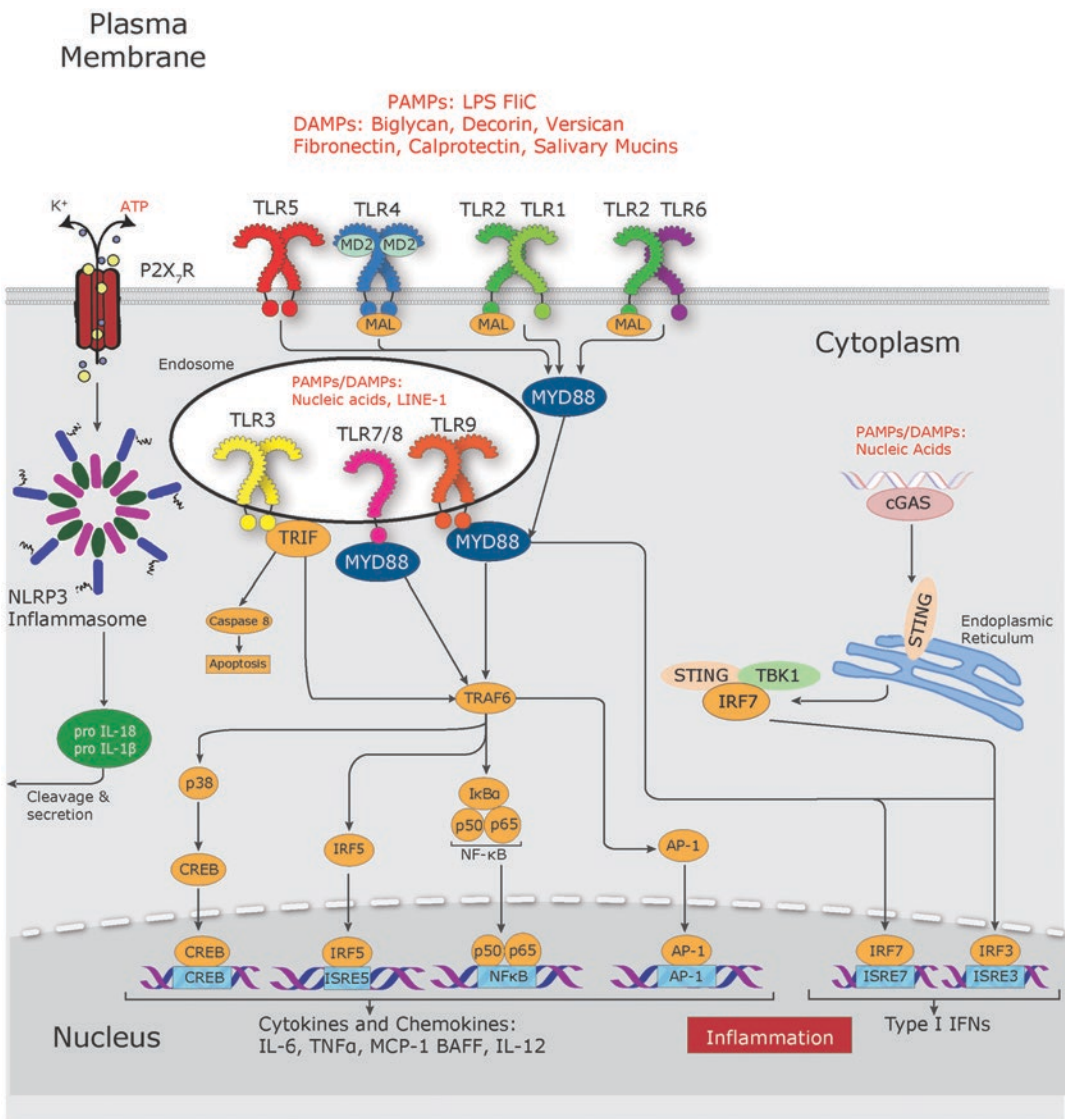 Plasma
Membrane
PAMPs: LPS FliC
DAMPs: Biglycan, Decorin, Versican
Fibronectin, Calprotectin, Salivary Mucins
K⁺
ATP
P2X₇R
TLR5
TLR4
TLR2
TLR1
TLR2
TLR6
MD2
MD2
MAL
MAL
MAL
Cytoplasm
Endosome
PAMPs/DAMPs:
Nucleic acids, LINE-1
MYD88
TLR3
TLR7/8
TLR9
PAMPs/DAMPs:
Nucleic Acids
cGAS
TRIF
MYD88
MYD88
NLRP3
Inflammasome
Caspase 8
Apoptosis
STING
Endoplasmic
Reticulum
STING
TBK1
IRF7
TRAF6
pro IL-18
pro IL-1β
Cleavage &
secretion
p38
IκBα
p50
p65
NF-κB
IRF5
AP-1
CREB
CREB
CREB
IRF5
ISRE5
p50
p65
NFκB
AP-1
AP-1
IRF7
ISRE7
IRF3
ISRE3
Nucleus
Cytokines and Chemokines:
IL-6, TNFα, MCP-1 BAFF, IL-12
Inflammation
Type I IFNs